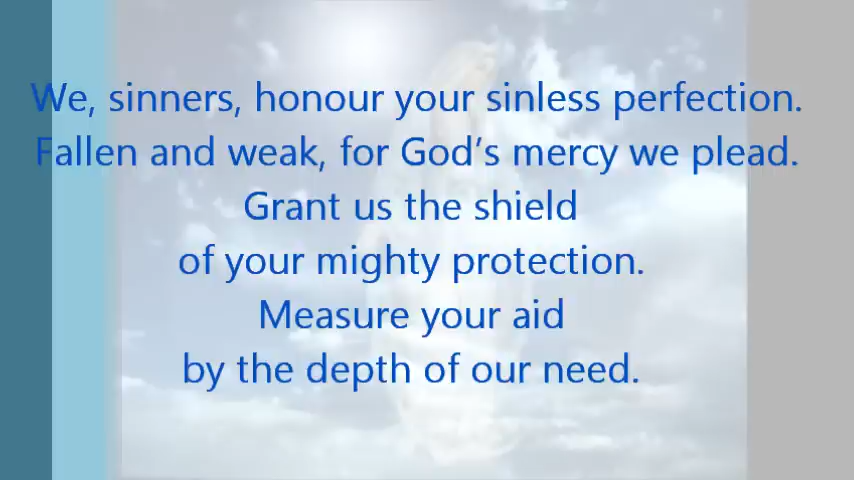 We, sinners, honour your sinless perfection.
Fallen and weak, for God’s mercy we plead.
Grant us the shield
of your mighty protection.
Measure your aid
by the depth of our need.